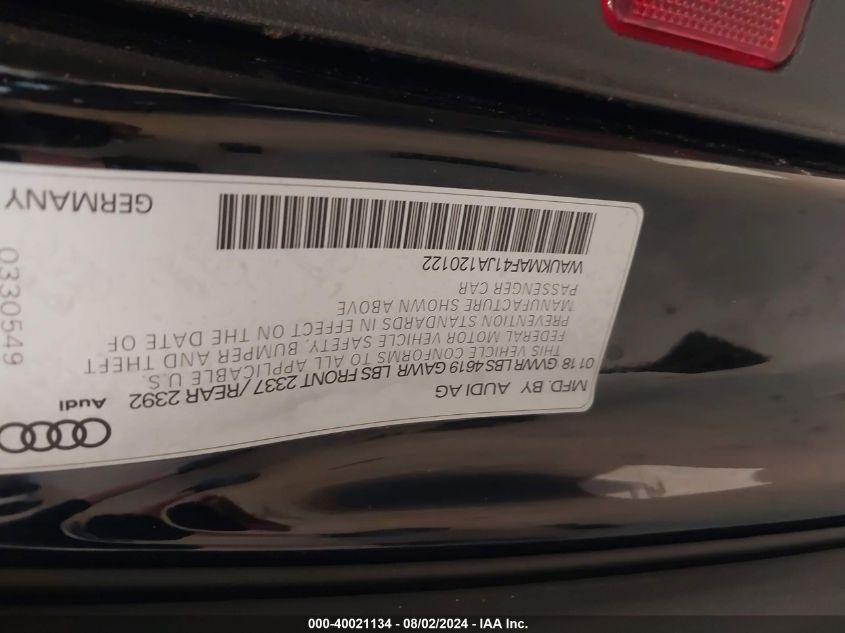 Audi
MFD. BY AUDI AG
01 18 GVWR LBS 4619 GAWR LBS FRONT 2337 /REAR 2392
THIS VEHICLE CONFORMS TO ALL APPLICABLE U.S.
FEDERAL MOTOR VEHICLE SAFETY, BUMPER AND THEFT
PREVENTION STANDARDS IN EFFECT ON THE DATE OF
MANUFACTURE SHOWN ABOVE
PASSENGER CAR
WAUKMAF41JA120122
GERMANY
0330549
000-40021134 - 08/02/2024 - IAA Inc.